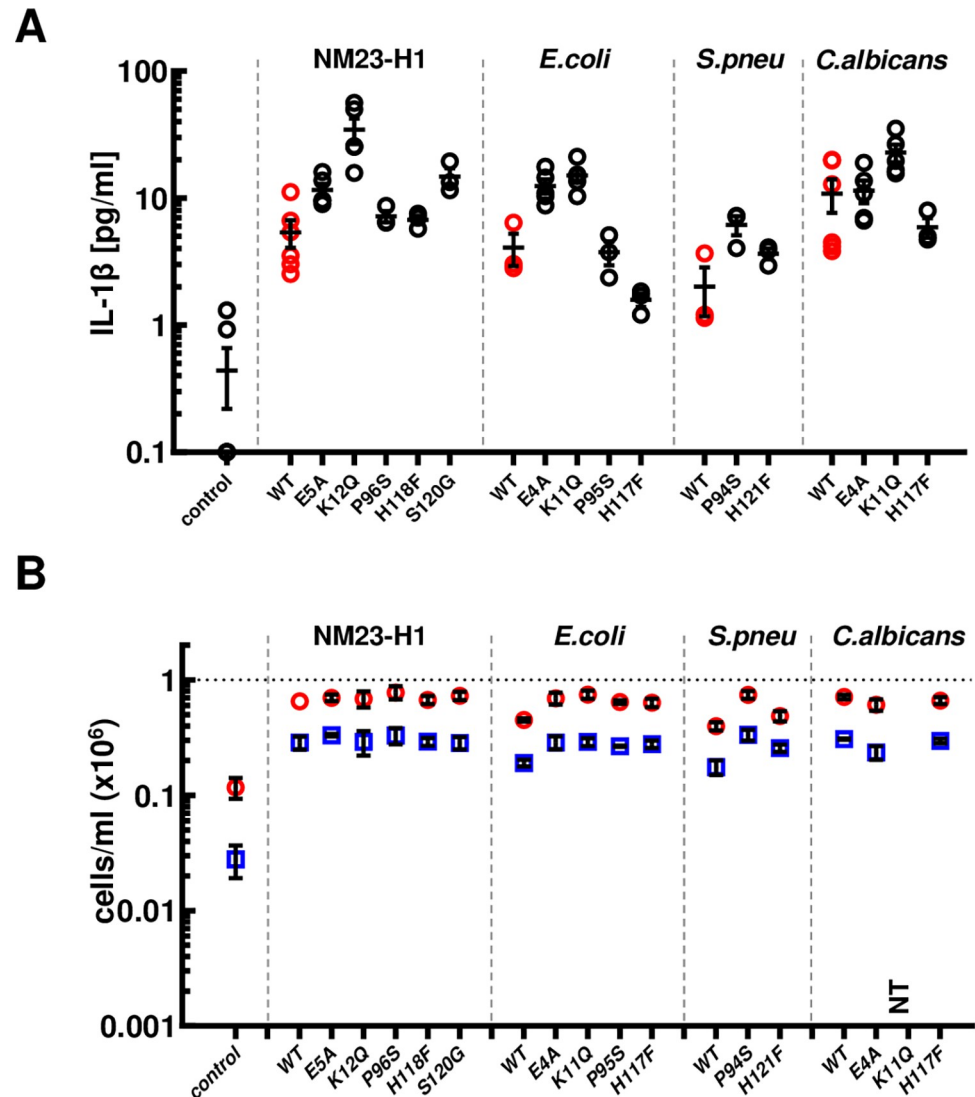 A
NM23-H1 E.coli S.pneu C.albicans
100
10
1
0.1
IL-1β [pg/ml]
control WT E5A K12Q P96S H118F S120G WT E4A K11Q P95S H117F WT P94S H121F WT E4A K11Q H117F
B
NM23-H1 E.coli S.pneu C.albicans
1
0.1
0.01
0.001
cells/ml (x10⁶)
NT
control WT E5A K12Q P96S H118F S120G WT E4A K11Q P95S H117F WT P94S H121F WT E4A K11Q H117F